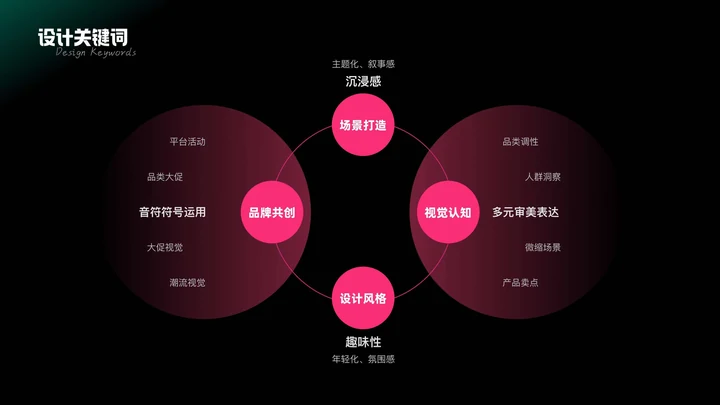 设计关键词
Design Keywords
主题化、叙事感
沉浸感
场景打造
平台活动
品类大促
音符符号运用
大促视觉
潮流视觉
品牌共创
视觉认知
品类调性
人群洞察
多元审美表达
微缩场景
产品卖点
设计风格
趣味性
年轻化、氛围感